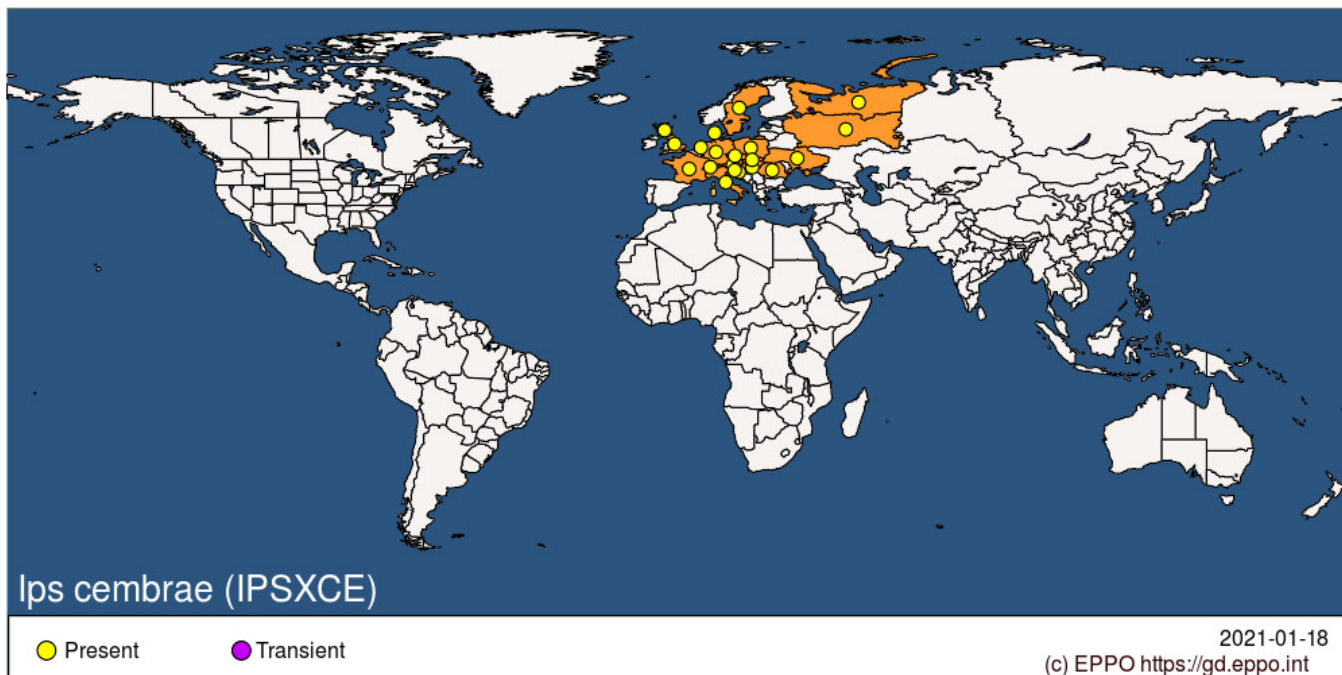 Ips cembrae (IPSXCE)
Present
Transient
2021-01-18
(c) EPPO https://gd.eppo.int